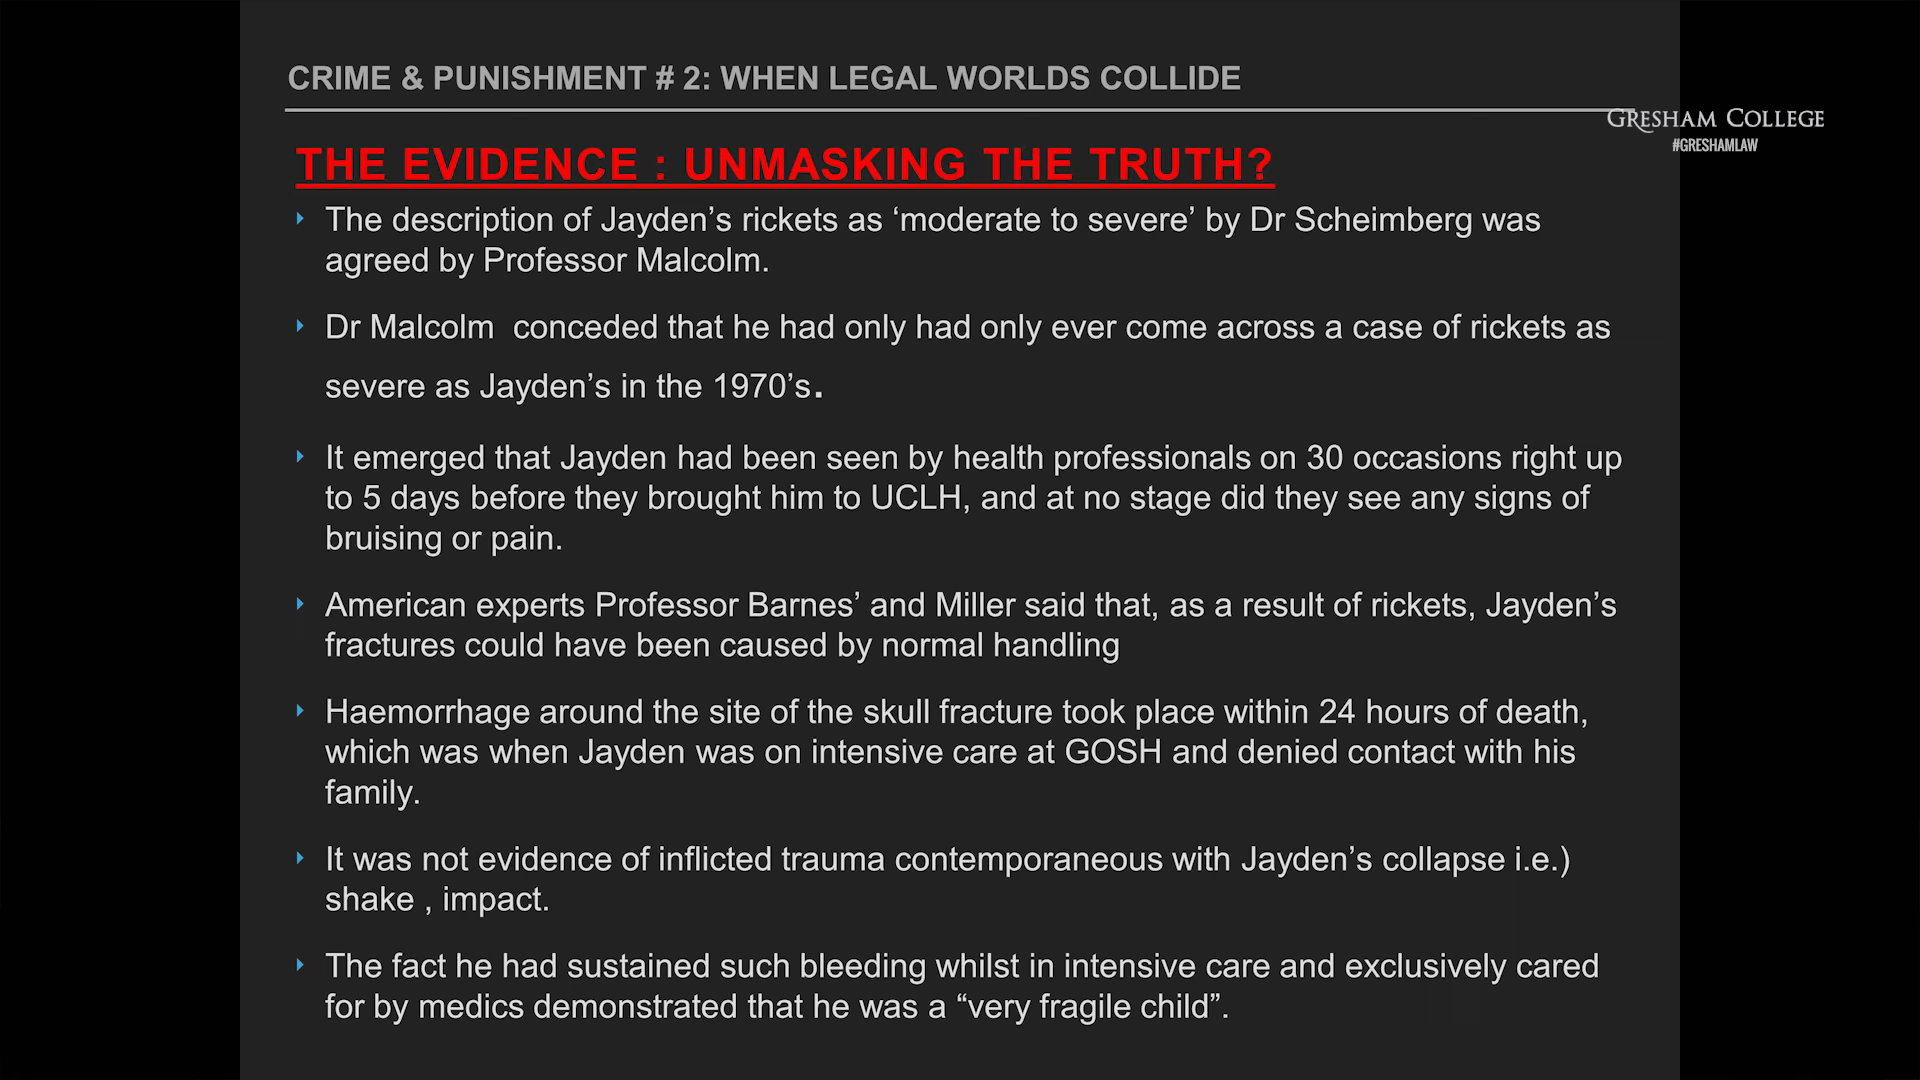 CRIME & PUNISHMENT # 2: WHEN LEGAL WORLDS COLLIDE
GRESHAM COLLEGE
#GRESHAMLAW
THE EVIDENCE : UNMASKING THE TRUTH?
‣ The description of Jayden’s rickets as ‘moderate to severe’ by Dr Scheimberg was
agreed by Professor Malcolm.
‣ Dr Malcolm  conceded that he had only had only ever come across a case of rickets as
severe as Jayden’s in the 1970’s.
‣ It emerged that Jayden had been seen by health professionals on 30 occasions right up
to 5 days before they brought him to UCLH, and at no stage did they see any signs of
bruising or pain.
‣ American experts Professor Barnes’ and Miller said that, as a result of rickets, Jayden’s
fractures could have been caused by normal handling
‣ Haemorrhage around the site of the skull fracture took place within 24 hours of death,
which was when Jayden was on intensive care at GOSH and denied contact with his
family.
‣ It was not evidence of inflicted trauma contemporaneous with Jayden’s collapse i.e.)
shake , impact.
‣ The fact he had sustained such bleeding whilst in intensive care and exclusively cared
for by medics demonstrated that he was a “very fragile child”.